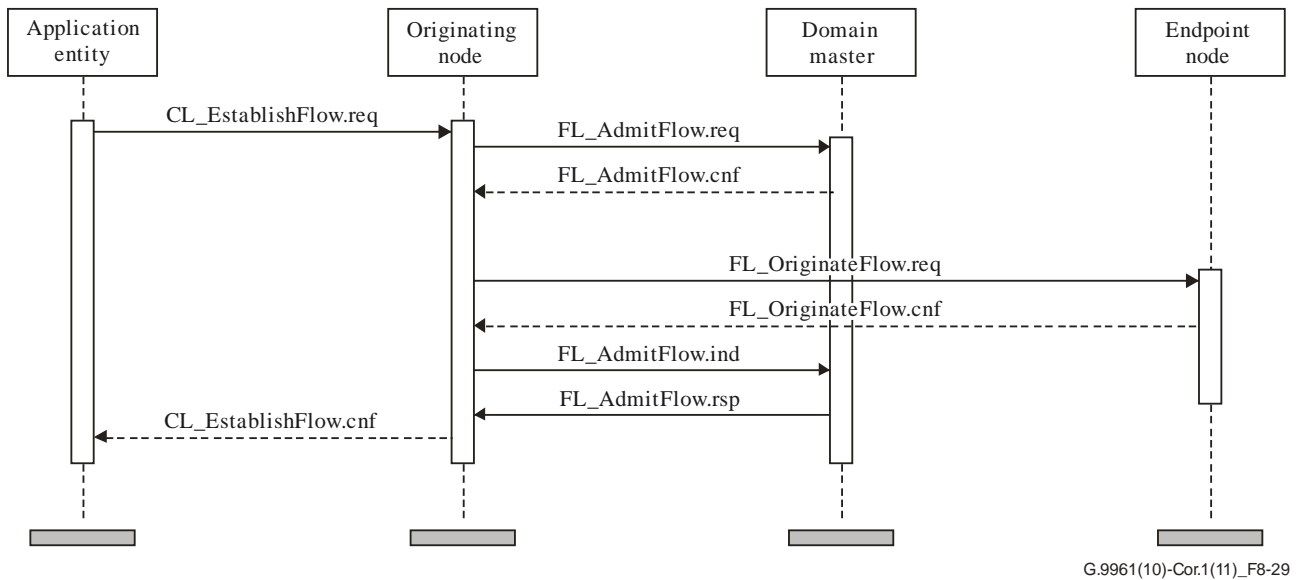 Application
entity
Originating
node
Domain
master
Endpoint
node
CL_EstablishFlow.req
FL_AdmitFlow.req
FL_AdmitFlow.cnf
FL_OriginateFlow.req
FL_OriginateFlow.cnf
FL_AdmitFlow.ind
FL_AdmitFlow.rsp
CL_EstablishFlow.cnf
G.9961(10)-Cor.1(11)_F8-29